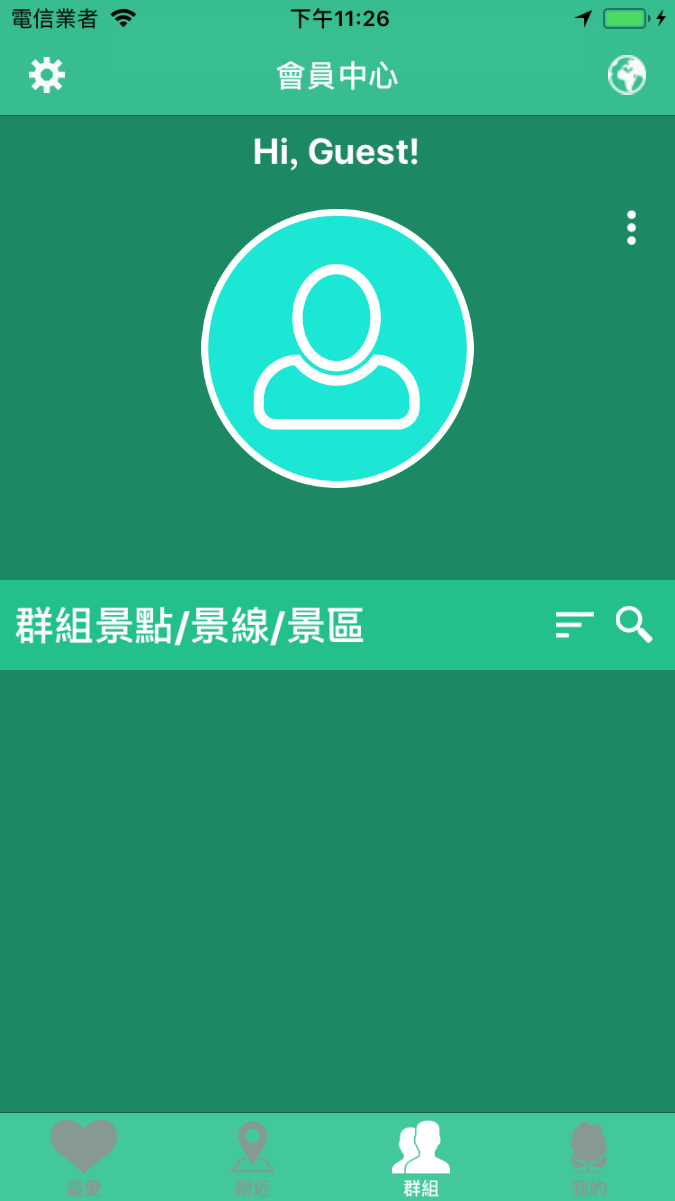 電信業者 下午11:26
會員中心
Hi, Guest!
群組景點/景線/景區
最愛 附近 群組 我的